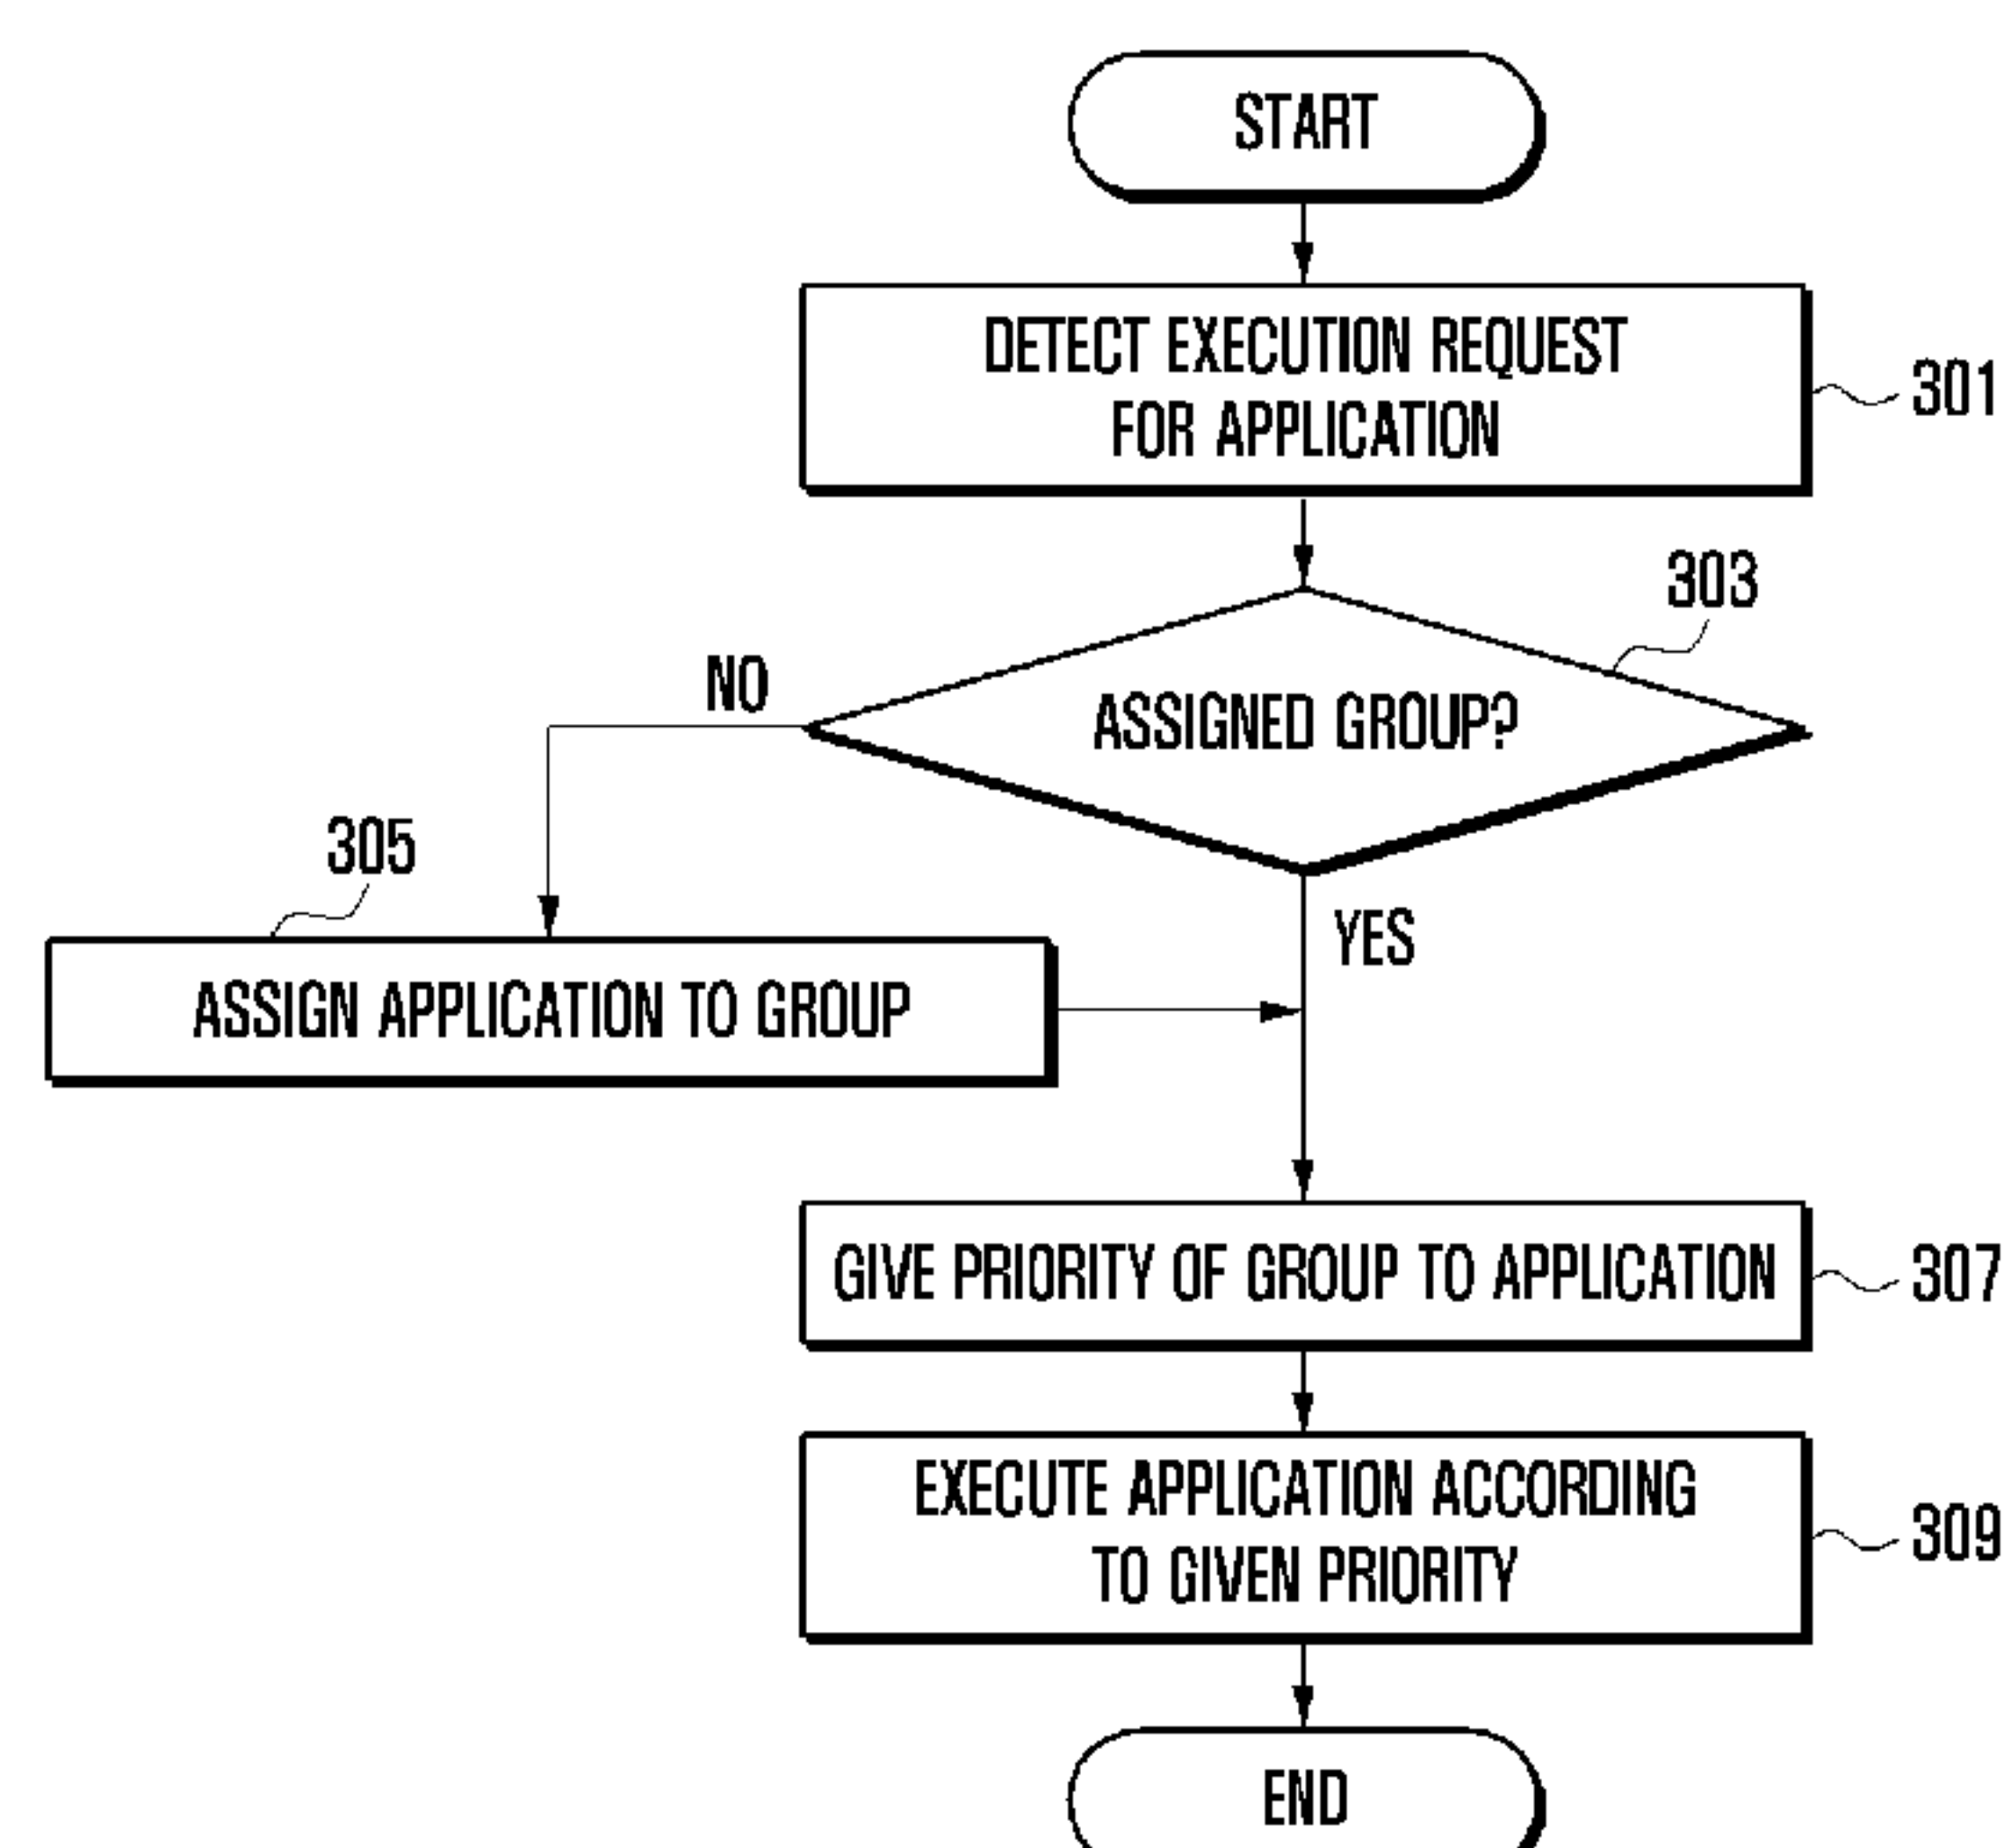 START
DETECT EXECUTION REQUEST
FOR APPLICATION
301
303
NO
ASSIGNED GROUP?
305
YES
ASSIGN APPLICATION TO GROUP
GIVE PRIORITY OF GROUP TO APPLICATION
307
EXECUTE APPLICATION ACCORDING
TO GIVEN PRIORITY
309
END